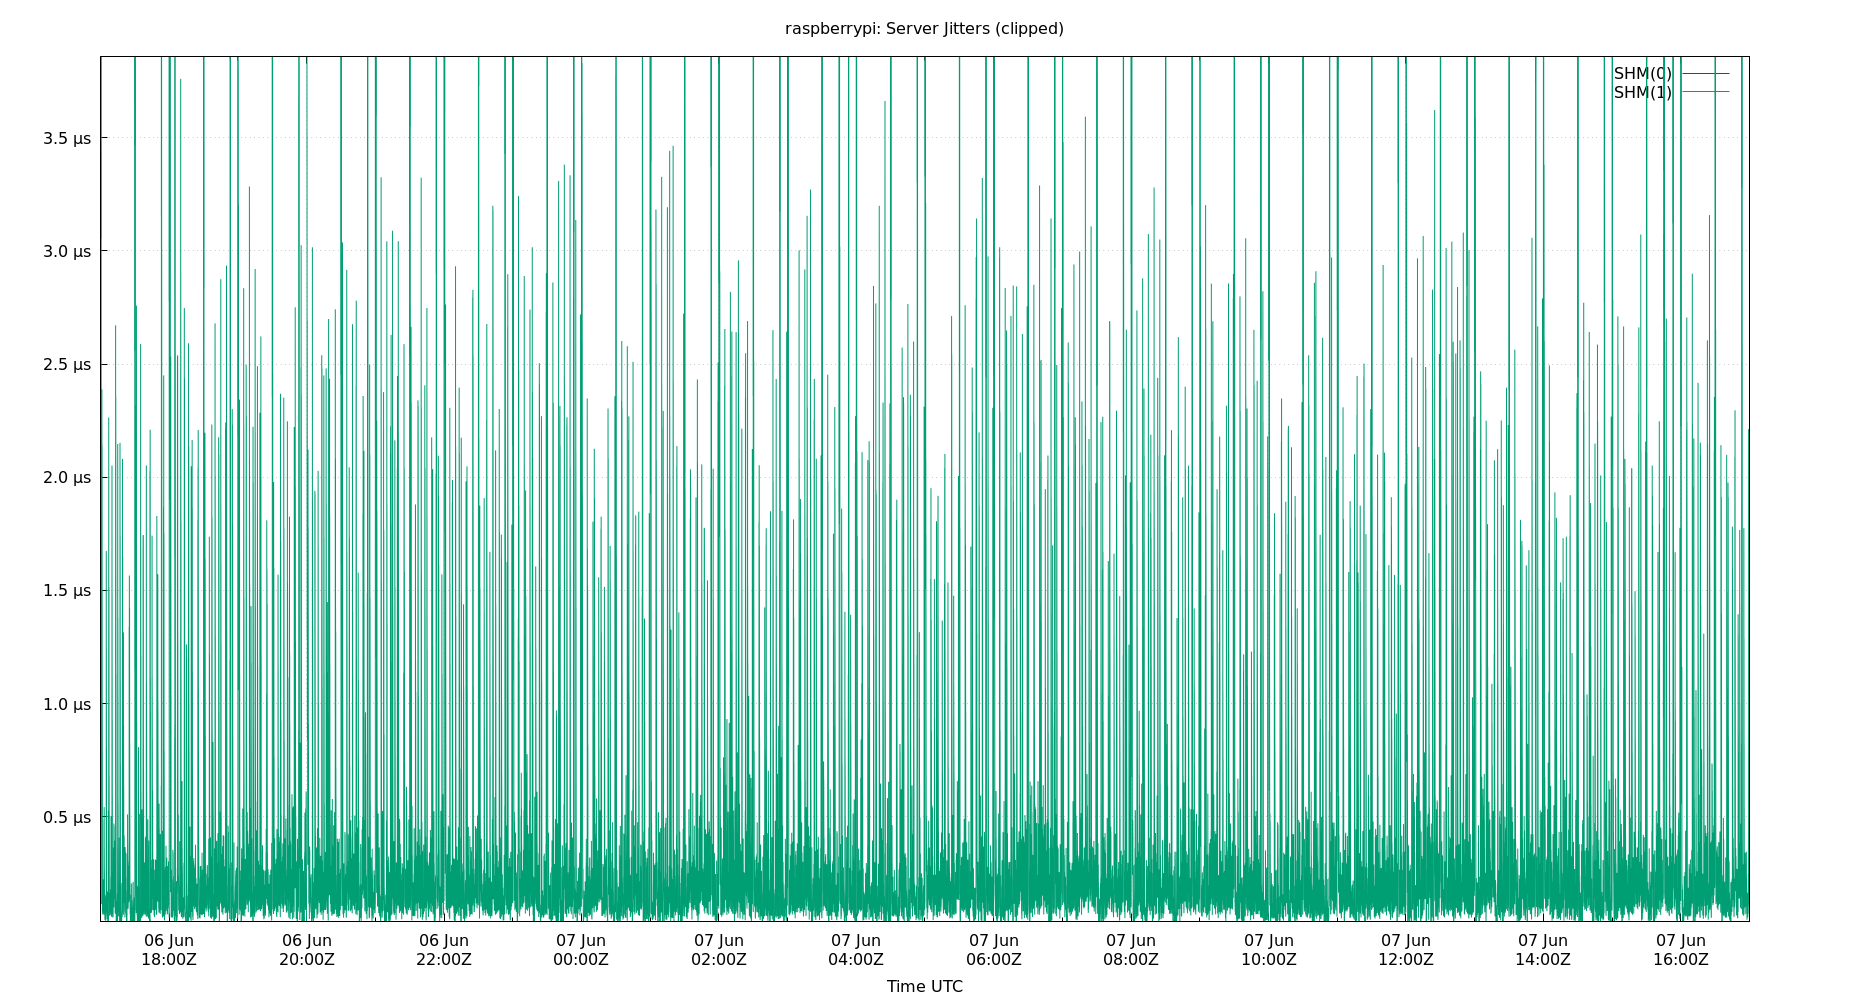 raspberrypi: Server Jitters (clipped)
SHM(0)
SHM(1)
3.5 µs
3.0 µs
2.5 µs
2.0 µs
1.5 µs
1.0 µs
0.5 µs
06 Jun 06 Jun 06 Jun 07 Jun 07 Jun 07 Jun 07 Jun 07 Jun 07 Jun 07 Jun 07 Jun 07 Jun
18:00Z 20:00Z 22:00Z 00:00Z 02:00Z 04:00Z 06:00Z 08:00Z 10:00Z 12:00Z 14:00Z 16:00Z
Time UTC